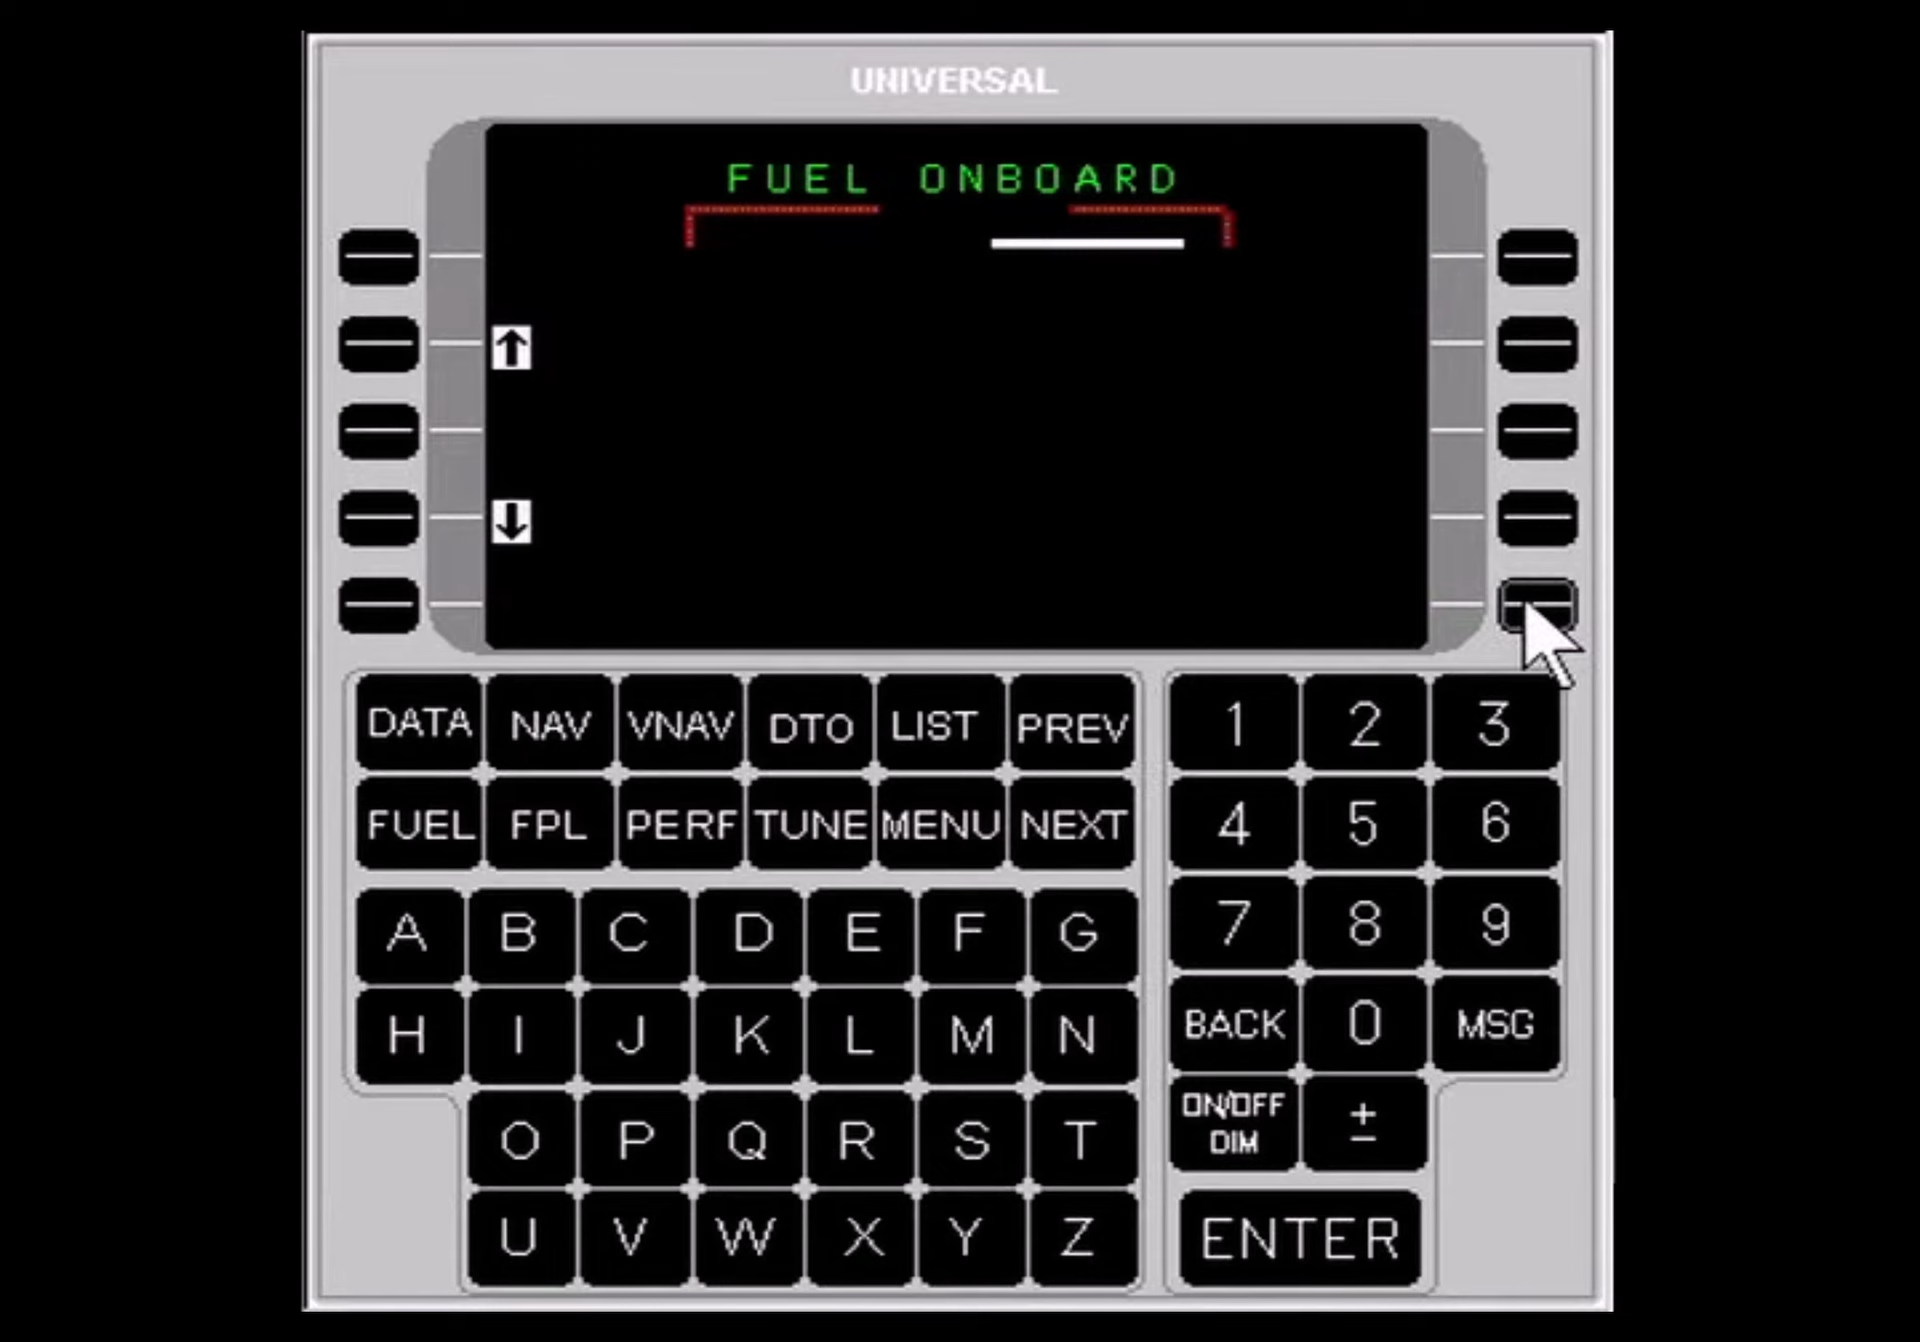 UNIVERSAL
FUEL ONBOARD
↑
↓
DATA NAV VNAV DTO LIST PREV
1 2 3
FUEL FPL PERF TUNE MENU NEXT
4 5 6
A B C D E F G
7 8 9
H I J K L M N
BACK 0 MSG
O P Q R S T
ON/OFF
DIM
±
U V W X Y Z
ENTER